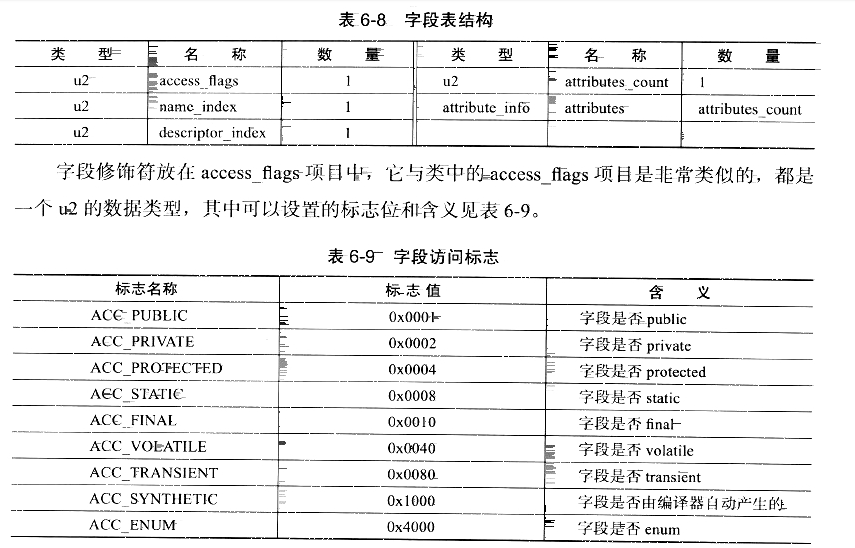 表 6-8 字段表结构
类 型 名 称 数 量 类 型 名 称 数 量
u2 access_flags 1 u2 attributes_count 1
u2 name_index 1 attribute_info attributes attributes_count
u2 descriptor_index 1
字段修饰符放在 access_flags 项目中，它与类中的 access_flags 项目是非常类似的，都是
一个 u2 的数据类型，其中可以设置的标志位和含义见表 6-9。
表 6-9 字段访问标志
标志名称 标志值 含 义
ACC_PUBLIC 0x0001 字段是否 public
ACC_PRIVATE 0x0002 字段是否 private
ACC_PROTECTED 0x0004 字段是否 protected
ACC_STATIC 0x0008 字段是否 static
ACC_FINAL 0x0010 字段是否 final
ACC_VOLATILE 0x0040 字段是否 volatile
ACC_TRANSIENT 0x0080 字段是否 transient
ACC_SYNTHETIC 0x1000 字段是否由编译器自动产生的
ACC_ENUM 0x4000 字段是否 enum